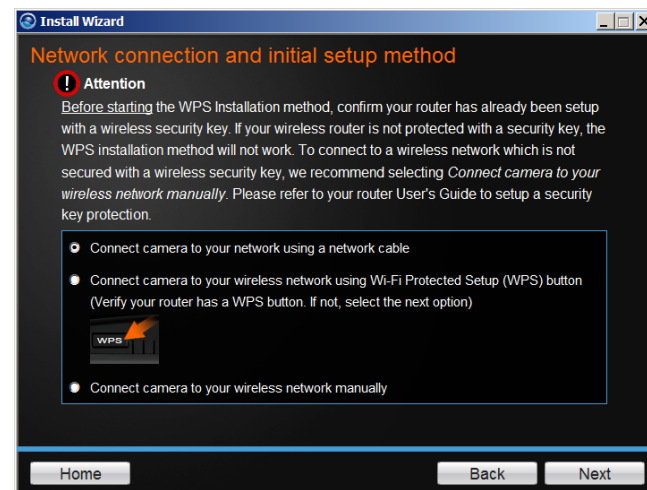 Install Wizard
Network connection and initial setup method
! Attention
Before starting the WPS Installation method, confirm your router has already been setup
with a wireless security key. If your wireless router is not protected with a security key, the
WPS installation method will not work. To connect to a wireless network which is not
secured with a wireless security key, we recommend selecting Connect camera to your
wireless network manually. Please refer to your router User's Guide to setup a security
key protection.
Connect camera to your network using a network cable
Connect camera to your wireless network using Wi-Fi Protected Setup (WPS) button
(Verify your router has a WPS button. If not, select the next option)
WPS
Connect camera to your wireless network manually
Home
Back
Next